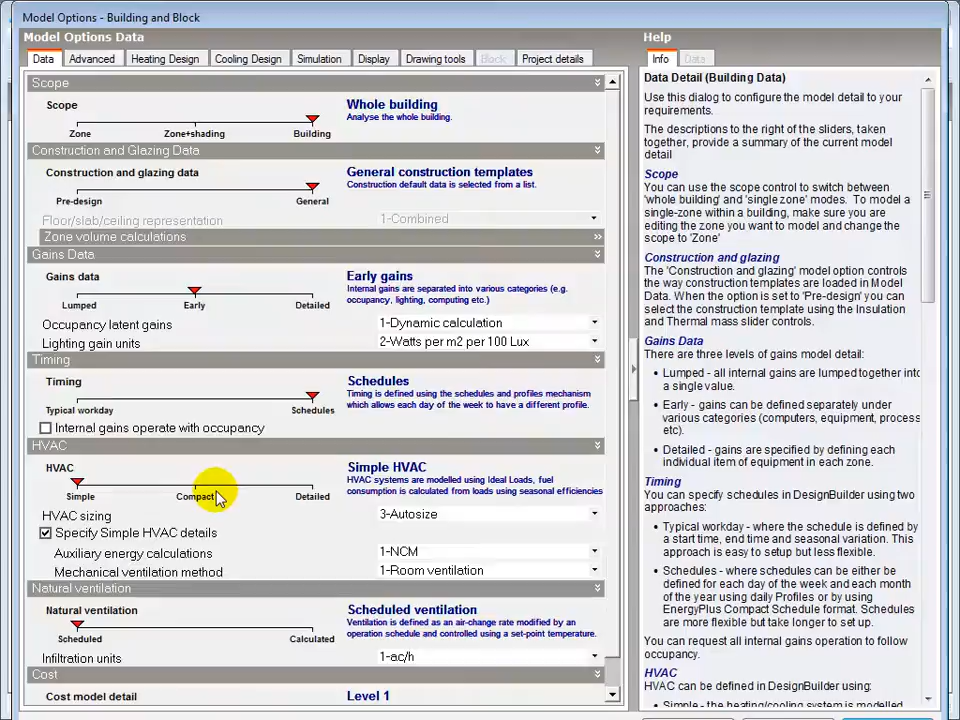 Model Options - Building and Block
Model Options Data
Help
Data Advanced Heating Design Cooling Design Simulation Display Drawing tools Block Project details
Info Data
Scope
Scope
Whole building
Analyse the whole building.
Zone Zone+shading Building
Construction and Glazing Data
Construction and glazing data
General construction templates
Construction default data is selected from a list.
Pre-design General
Floor/slab/ceiling representation 1-Combined
Zone volume calculations
Gains Data
Gains data
Early gains
Internal gains are separated into various categories (e.g.
occupancy, lighting, computing etc.)
Lumped Early Detailed
Occupancy latent gains 1-Dynamic calculation
Lighting gain units 2-Watts per m2 per 100 Lux
Timing
Timing
Schedules
Timing is defined using the schedules and profiles mechanism
which allows each day of the week to have a different profile.
Typical workday Schedules
Internal gains operate with occupancy
HVAC
HVAC
Simple HVAC
HVAC systems are modelled using Ideal Loads, fuel
consumption is calculated from loads using seasonal efficiencies
Simple Compact Detailed
HVAC sizing 3-Autosize
Specify Simple HVAC details
Auxiliary energy calculations 1-NCM
Mechanical ventilation method 1-Room ventilation
Natural ventilation
Natural ventilation
Scheduled ventilation
Ventilation is defined as an air-change rate modified by an
operation schedule and controlled using a set-point temperature.
Scheduled Calculated
Infiltration units 1-ac/h
Cost
Cost model detail Level 1
Data Detail (Building Data)
Use this dialog to configure the model detail to your
requirements.
The descriptions to the right of the sliders, taken
together, provide a summary of the current model
detail
Scope
You can use the scope control to switch between
'whole building' and 'single zone' modes. To model a
single-zone within a building, make sure you are
editing the zone you want to model and change the
scope to 'Zone'
Construction and glazing
The 'Construction and glazing' model option controls
the way construction templates are loaded in Model
Data. When the option is set to 'Pre-design' you can
select the construction template using the Insulation
and Thermal mass slider controls.
Gains Data
There are three levels of gains model detail:
• Lumped - all internal gains are lumped together into
a single value.
• Early - gains can be defined separately under
various categories (computers, equipment, process
etc).
• Detailed - gains are specified by defining each
individual item of equipment in each zone.
Timing
You can specify schedules in DesignBuilder using two
approaches:
• Typical workday - where the schedule is defined by
a start time, end time and seasonal variation. This
approach is easy to setup but less flexible.
• Schedules - where schedules can be either be
defined for each day of the week and each month
of the year using daily Profiles or by using
EnergyPlus Compact Schedule format. Schedules
are more flexible but take longer to set up.
You can request all internal gains operation to follow
occupancy.
HVAC
HVAC can be defined in DesignBuilder using:
• Simple - the heating/cooling system is modelled